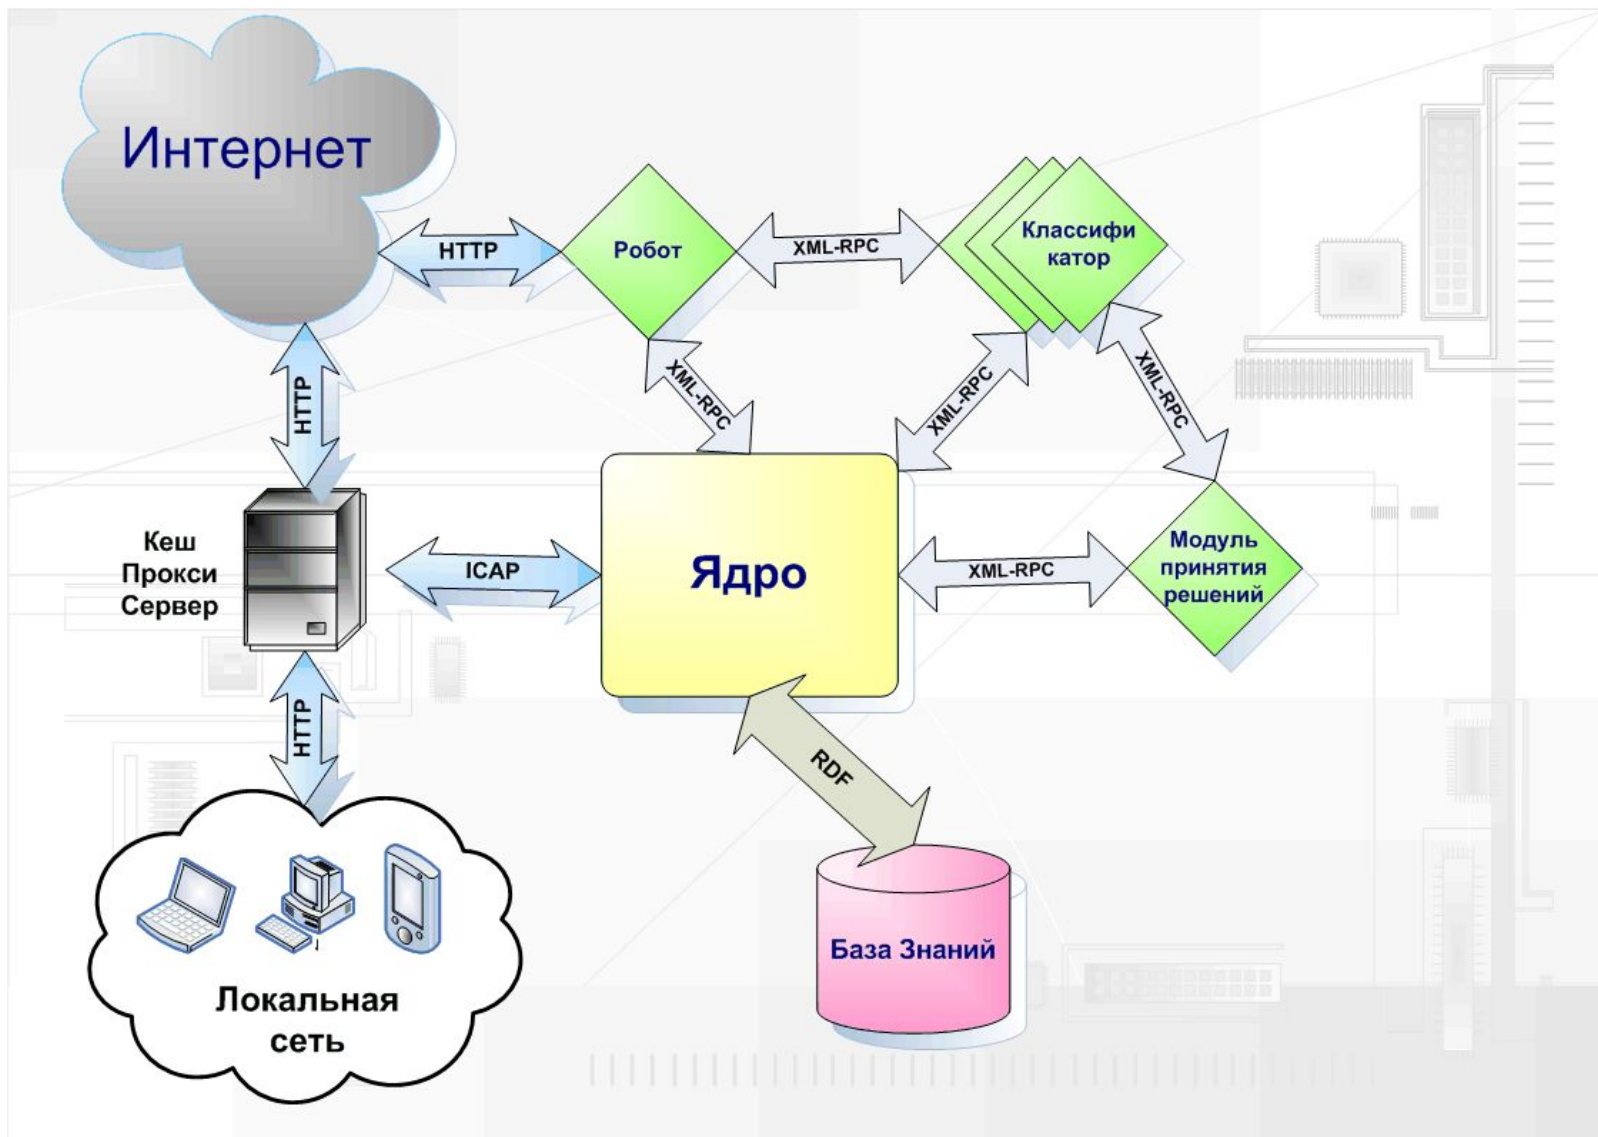 Интернет
HTTP
Робот
XML-RPC
Классифи
катор
HTTP
XML-RPC
XML-RPC
XML-RPC
Кеш
Прокси
Сервер
ICAP
Ядро
XML-RPC
Модуль
принятия
решений
HTTP
RDF
База Знаний
Локальная
сеть